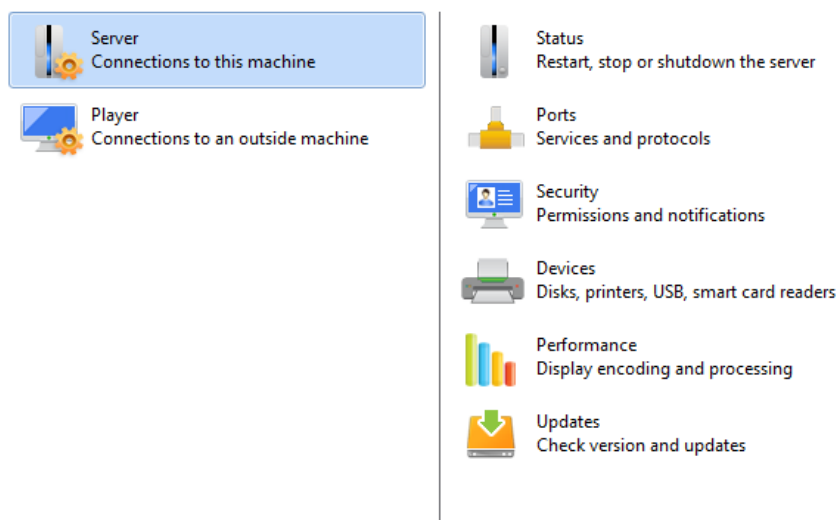 Server
Connections to this machine
Player
Connections to an outside machine
Status
Restart, stop or shutdown the server
Ports
Services and protocols
Security
Permissions and notifications
Devices
Disks, printers, USB, smart card readers
Performance
Display encoding and processing
Updates
Check version and updates